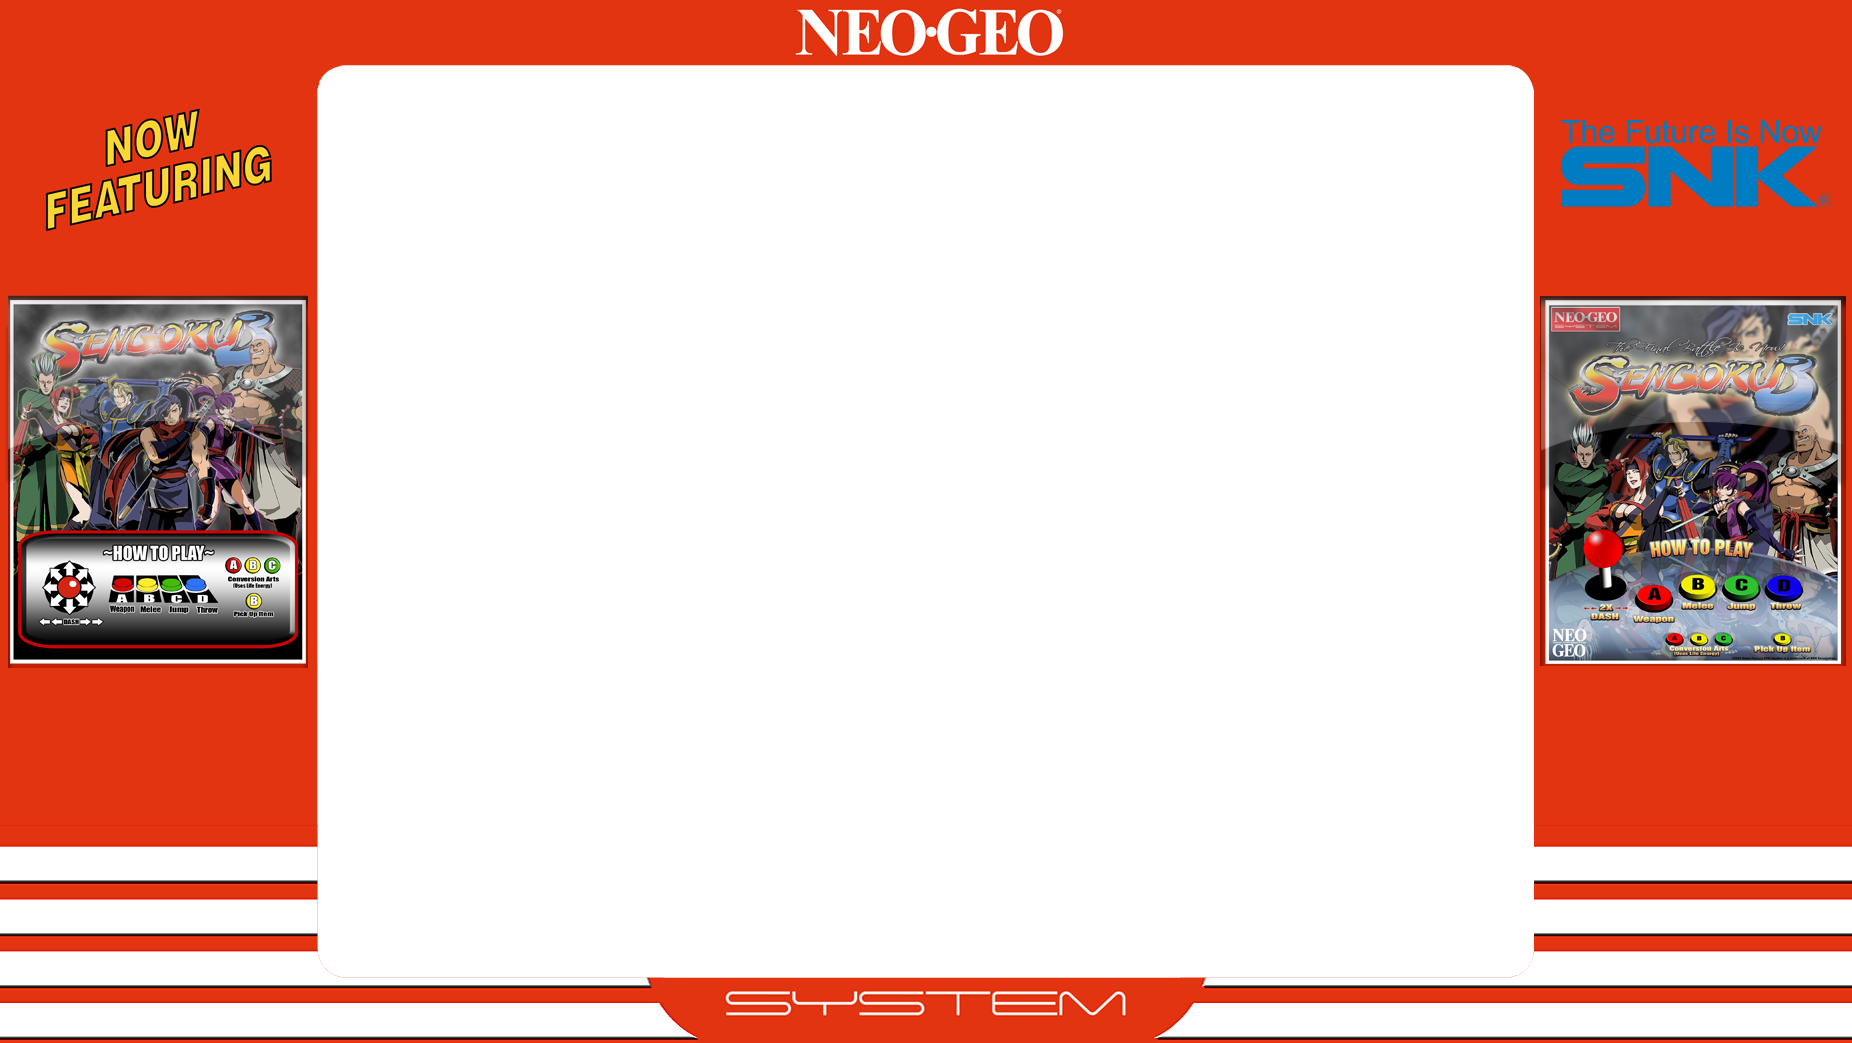 NEO•GEO®
NOW
FEATURING
SENGOKU 3
~HOW TO PLAY~
A B C
Conversion Arts
(Uses Life Energy)
A B C D
Weapon Melee Jump Throw
B
Pick Up Item
DASH
The Future Is Now
SNK®
NEO•GEO
SYSTEM
SNK
The Final Battle Is Now!
SENGOKU 3
HOW TO PLAY
A B C D
Weapon Melee Jump Throw
2X
DASH
A B C
Conversion Arts
(Uses Life Energy)
B
Pick Up Item
NEO
GEO
SYSTEM